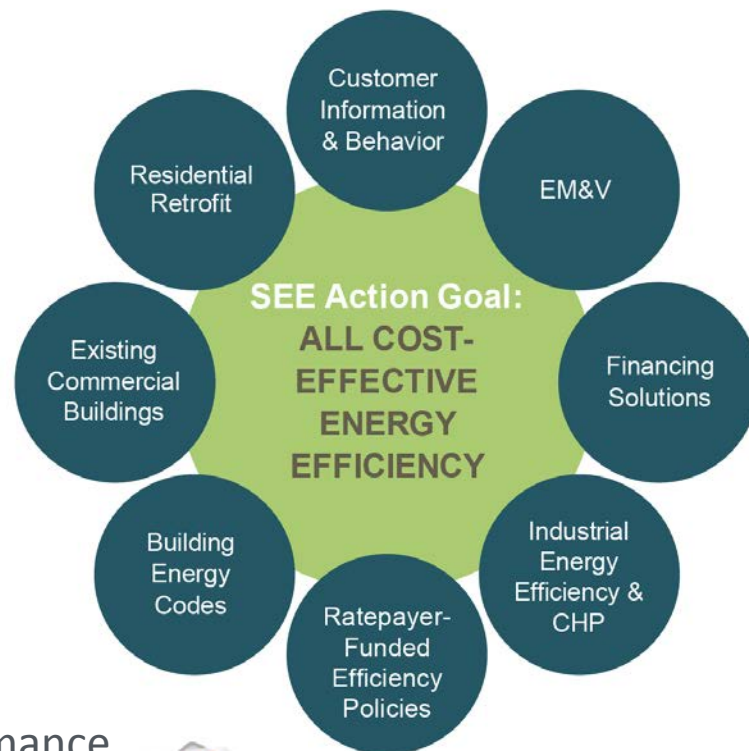 Customer
Information
& Behavior
EM&V
Financing
Solutions
Industrial
Energy
Efficiency &
CHP
Ratepayer-
Funded
Efficiency
Policies
Building
Energy
Codes
Existing
Commercial
Buildings
Residential
Retrofit
SEE Action Goal:
ALL COST-
EFFECTIVE
ENERGY
EFFICIENCY